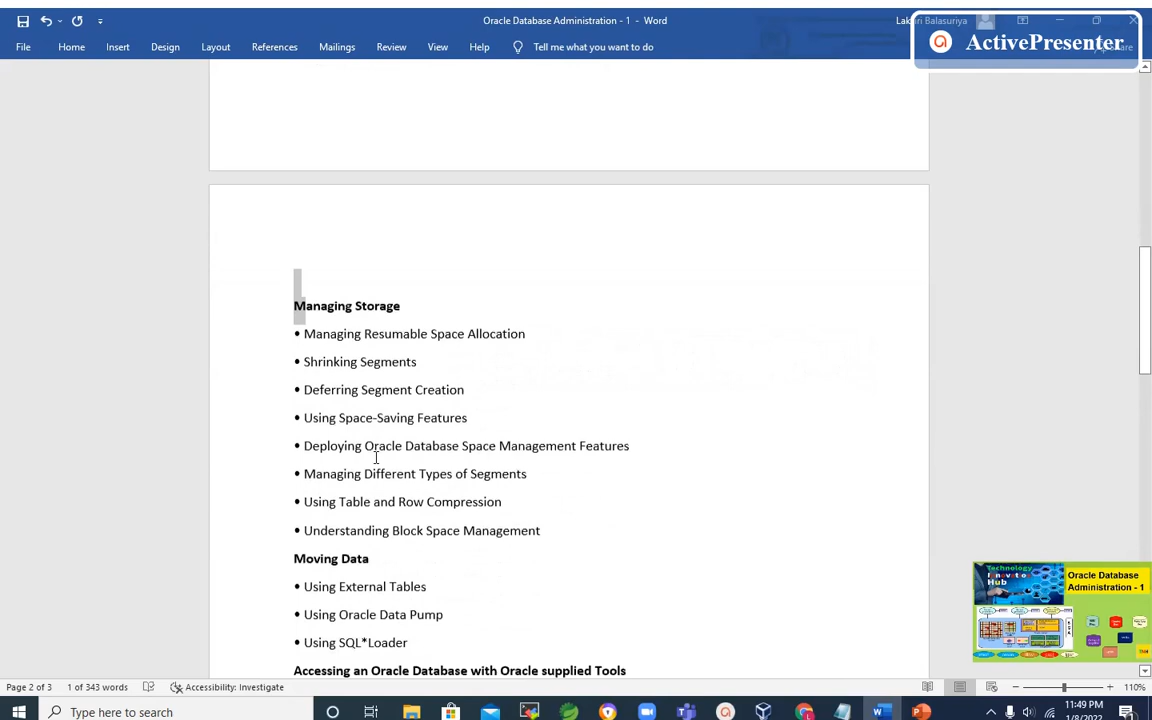 Oracle Database Administration - 1 - Word
Balasuriya
ActivePresenter
File Home Insert Design Layout References Mailings Review View Help Tell me what you want to do
Managing Storage
• Managing Resumable Space Allocation
• Shrinking Segments
• Deferring Segment Creation
• Using Space-Saving Features
• Deploying Oracle Database Space Management Features
• Managing Different Types of Segments
• Using Table and Row Compression
• Understanding Block Space Management
Moving Data
• Using External Tables
• Using Oracle Data Pump
• Using SQL*Loader
Accessing an Oracle Database with Oracle supplied Tools
Technology
Hub
Oracle Database
Administration - 1
Page 2 of 3 1 of 343 words Accessibility: Investigate 110%
Type here to search
11:49 PM
1/8/2022